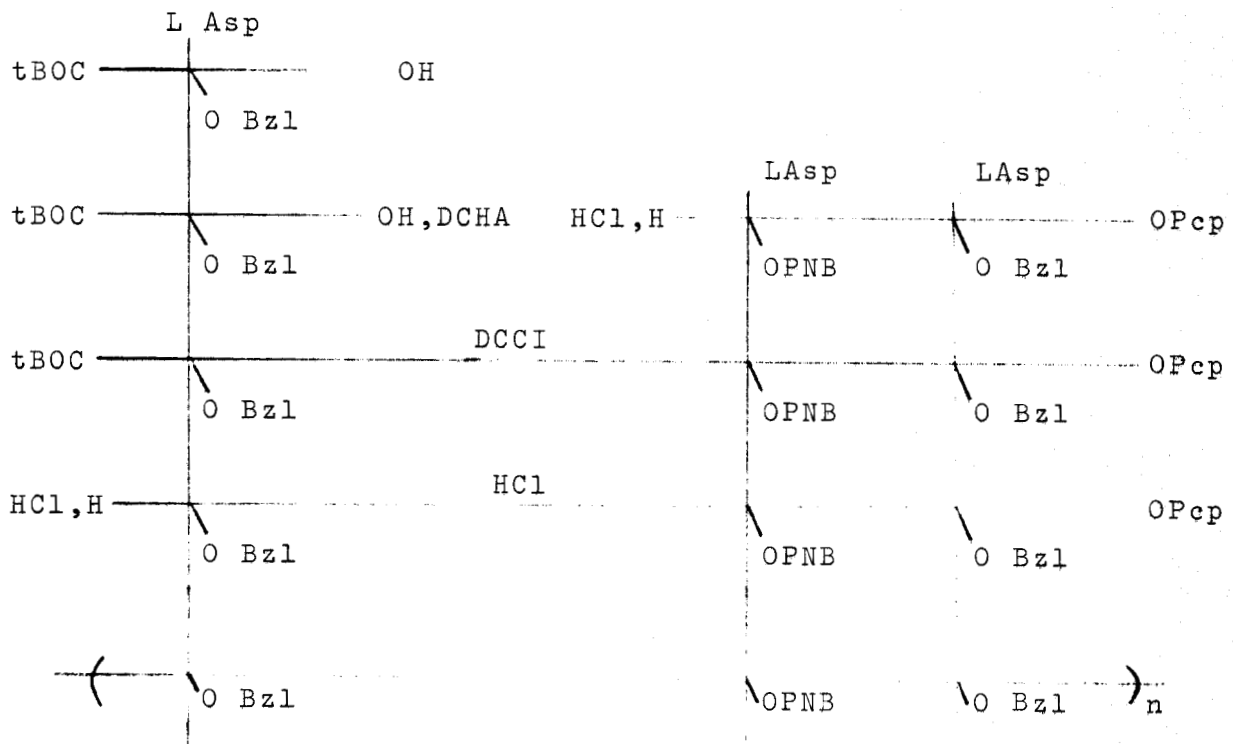 L Asp
tBOC OH
O Bzl
LAsp LAsp
tBOC OH,DCHA HCl,H OPcp
O Bzl OPNB O Bzl
DCCI
tBOC OPcp
O Bzl OPNB O Bzl
HCl
HCl,H OPcp
O Bzl OPNB O Bzl
( )n
O Bzl OPNB O Bzl